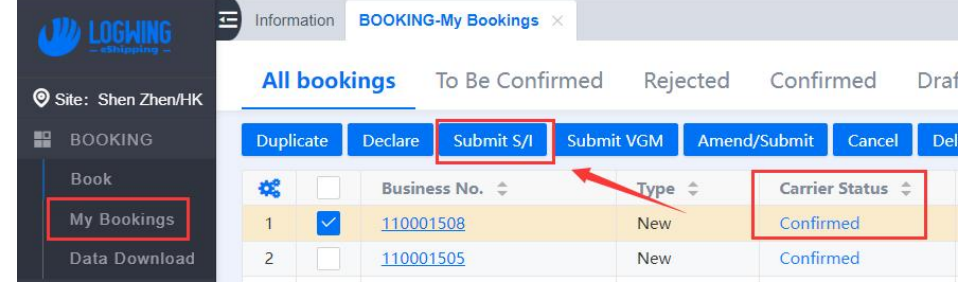 LOGWING
- eShipping -
Information BOOKING-My Bookings ×
Site: Shen Zhen/HK
All bookings To Be Confirmed Rejected Confirmed Draf
BOOKING
Duplicate Declare Submit S/I Submit VGM Amend/Submit Cancel Del
Book
Business No. Type Carrier Status
My Bookings
1 110001508 New Confirmed
Data Download
2 110001505 New Confirmed